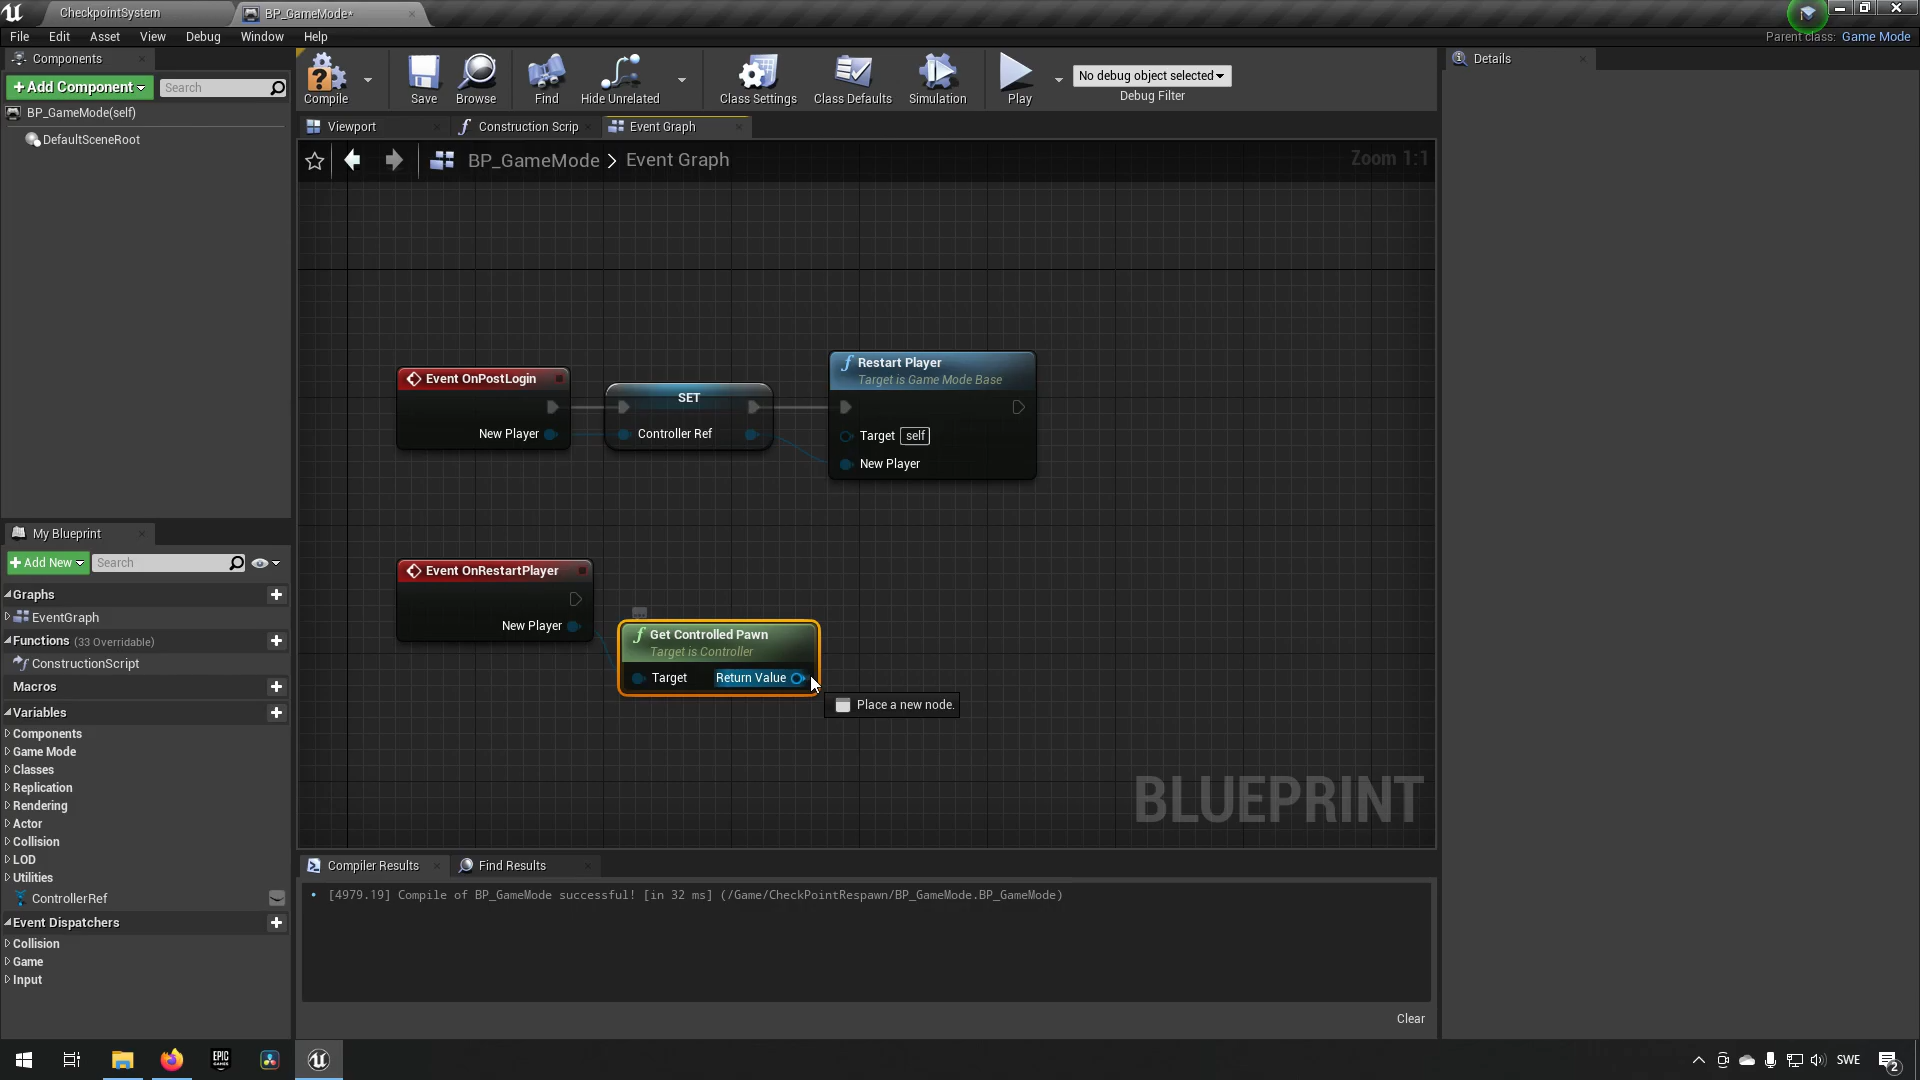 CheckpointSystem
BP_GameMode*
File Edit Asset View Debug Window Help
Parent class: Game Mode
Components
+Add Component
Search
BP_GameMode(self)
DefaultSceneRoot
Compile
Save
Browse
Find
Hide Unrelated
Class Settings
Class Defaults
Simulation
Play
No debug object selected
Debug Filter
Details
Viewport
Construction Scrip
Event Graph
BP_GameMode > Event Graph
Zoom 1:1
Event OnPostLogin
New Player
SET
Controller Ref
Restart Player
Target is Game Mode Base
Target self
New Player
Event OnRestartPlayer
New Player
Get Controlled Pawn
Target is Controller
Target Return Value
Place a new node.
BLUEPRINT
My Blueprint
+Add New
Search
Graphs
EventGraph
Functions (33 Overridable)
ConstructionScript
Macros
Variables
Components
Game Mode
Classes
Replication
Rendering
Actor
Collision
LOD
Utilities
ControllerRef
Event Dispatchers
Collision
Game
Input
Compiler Results
Find Results
[4979.19] Compile of BP_GameMode successful! [in 32 ms] (/Game/CheckPointRespawn/BP_GameMode.BP_GameMode)
Clear
EPIC GAMES
SWE
2